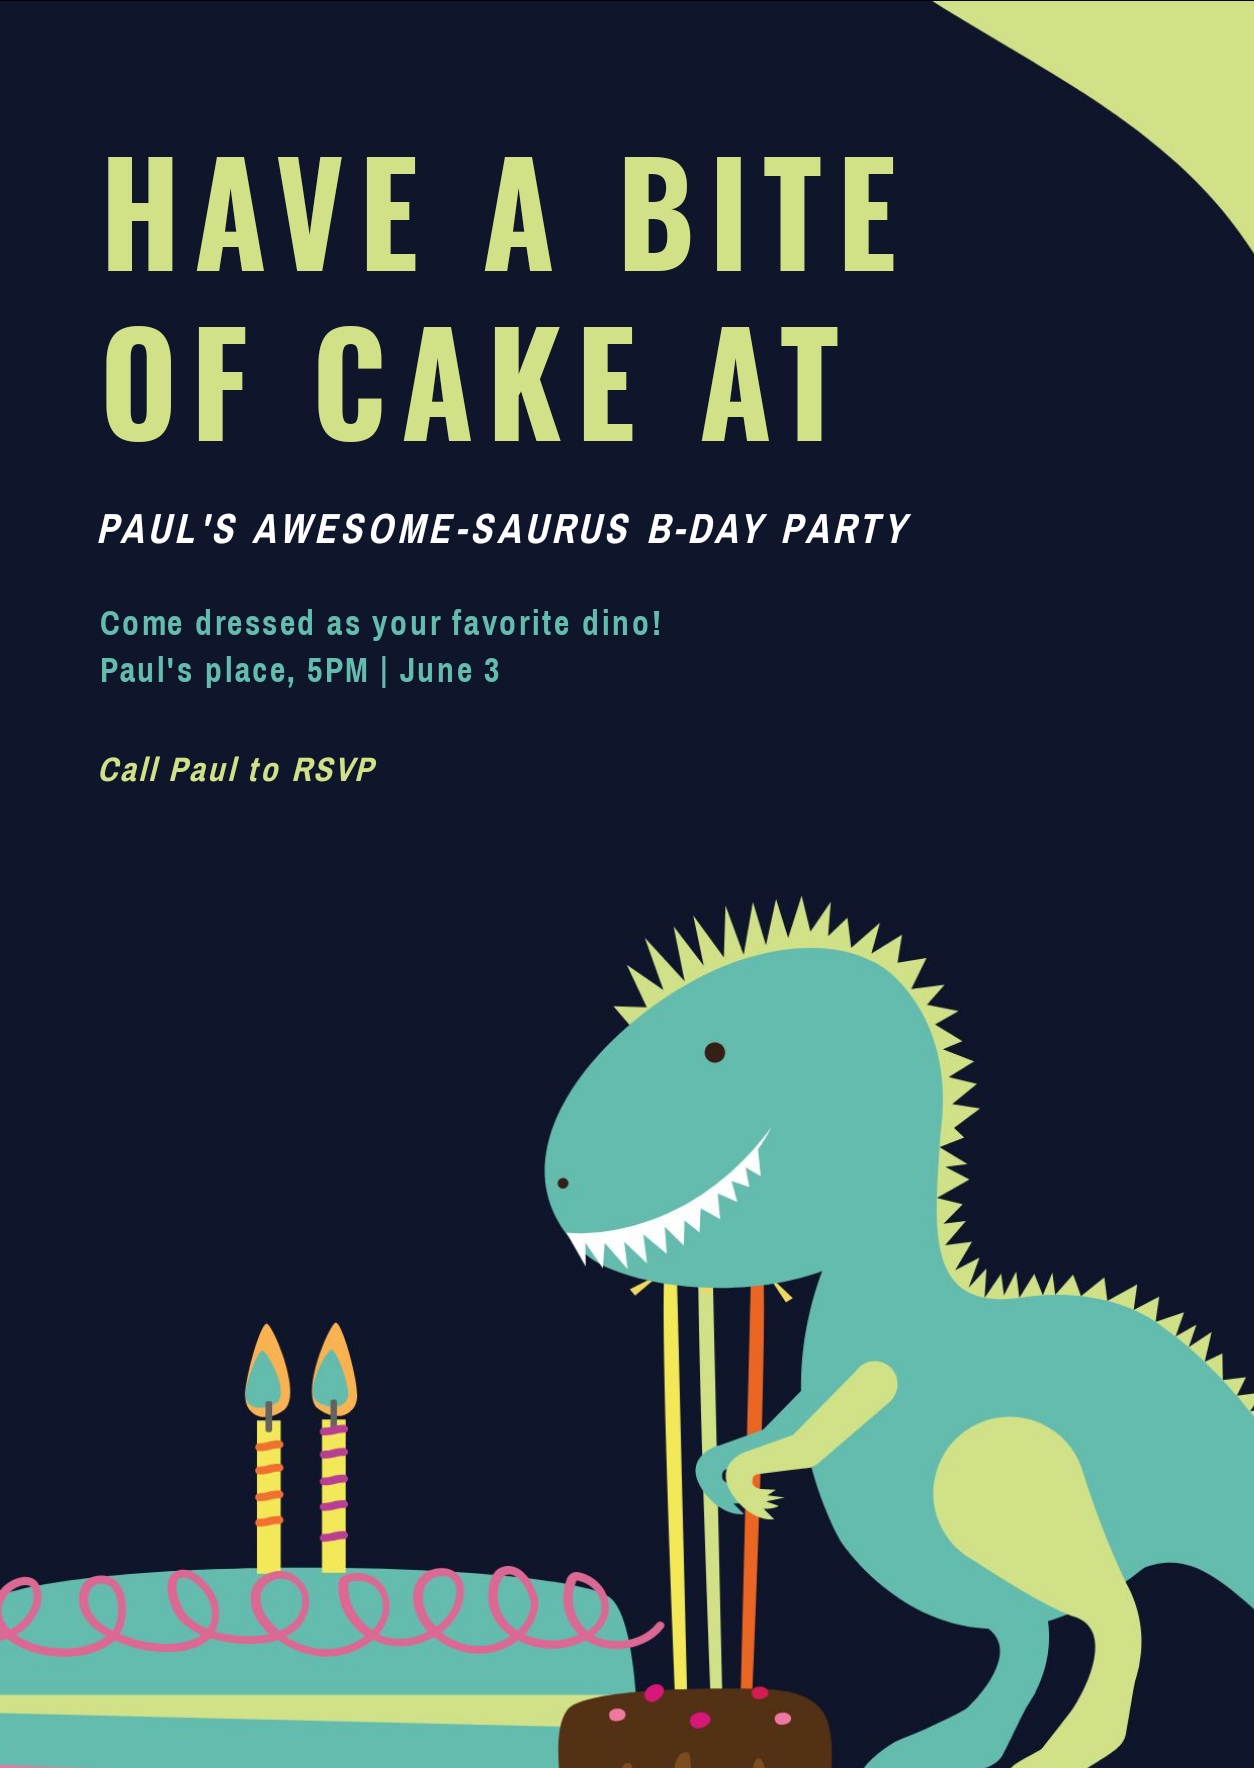 HAVE A BITE
OF CAKE AT
PAUL'S AWESOME-SAURUS B-DAY PARTY
Come dressed as your favorite dino!
Paul's place, 5PM | June 3
Call Paul to RSVP